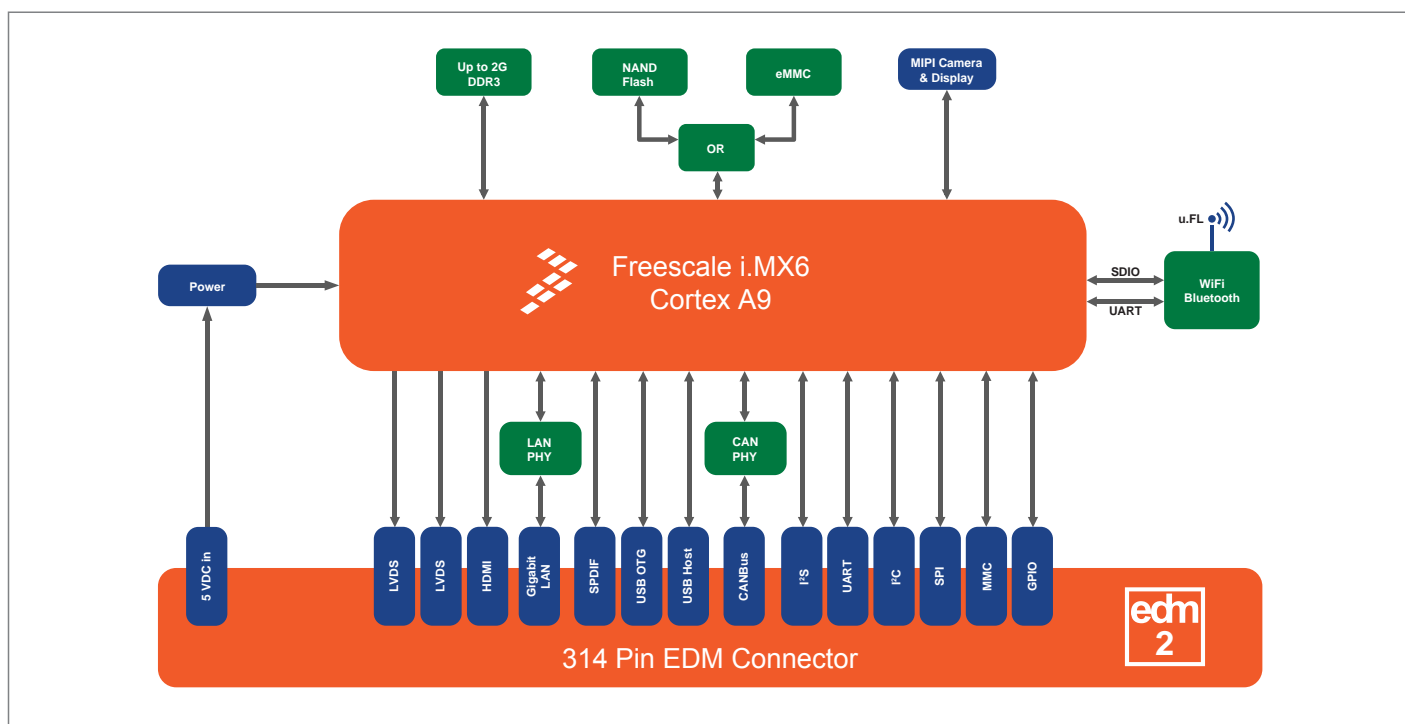 Up to 2G
DDR3
NAND
Flash
eMMC
MIPI Camera
& Display
OR
u.FL
Freescale i.MX6
Cortex A9
Power
SDIO
UART
WiFi
Bluetooth
LAN
PHY
CAN
PHY
5 VDC in
LVDS
LVDS
HDMI
Gigabit
LAN
SPDIF
USB OTG
USB Host
CANBus
I²S
UART
I²C
SPI
MMC
GPIO
edm
2
314 Pin EDM Connector